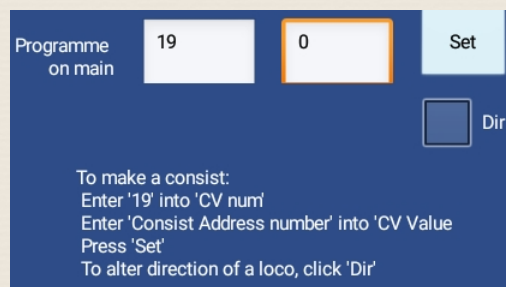 Programme on main
19
0
Set
Dir
To make a consist:
Enter '19' into 'CV num'
Enter 'Consist Address number' into 'CV Value
Press 'Set'
To alter direction of a loco, click 'Dir'